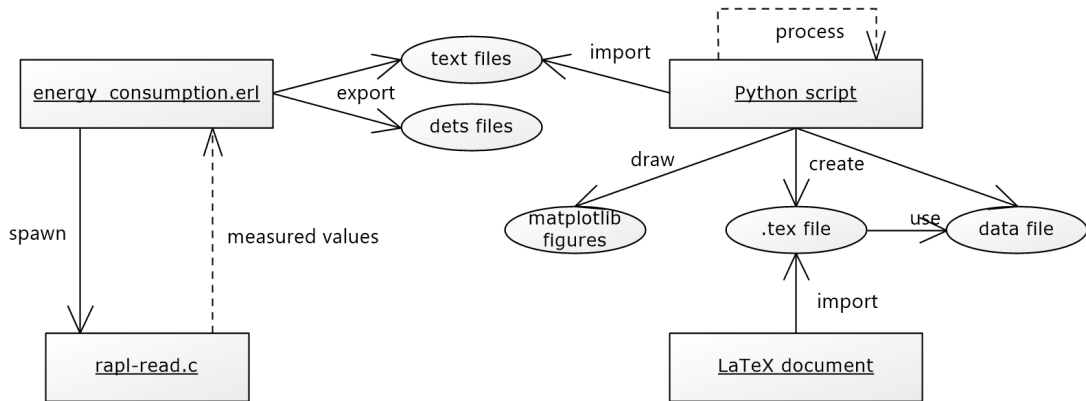 process
text files
import
energy_consumption.erl
export
Python script
dets files
draw
create
spawn
measured values
matplotlib
figures
.tex file
use
data file
import
rapl-read.c
LaTeX document